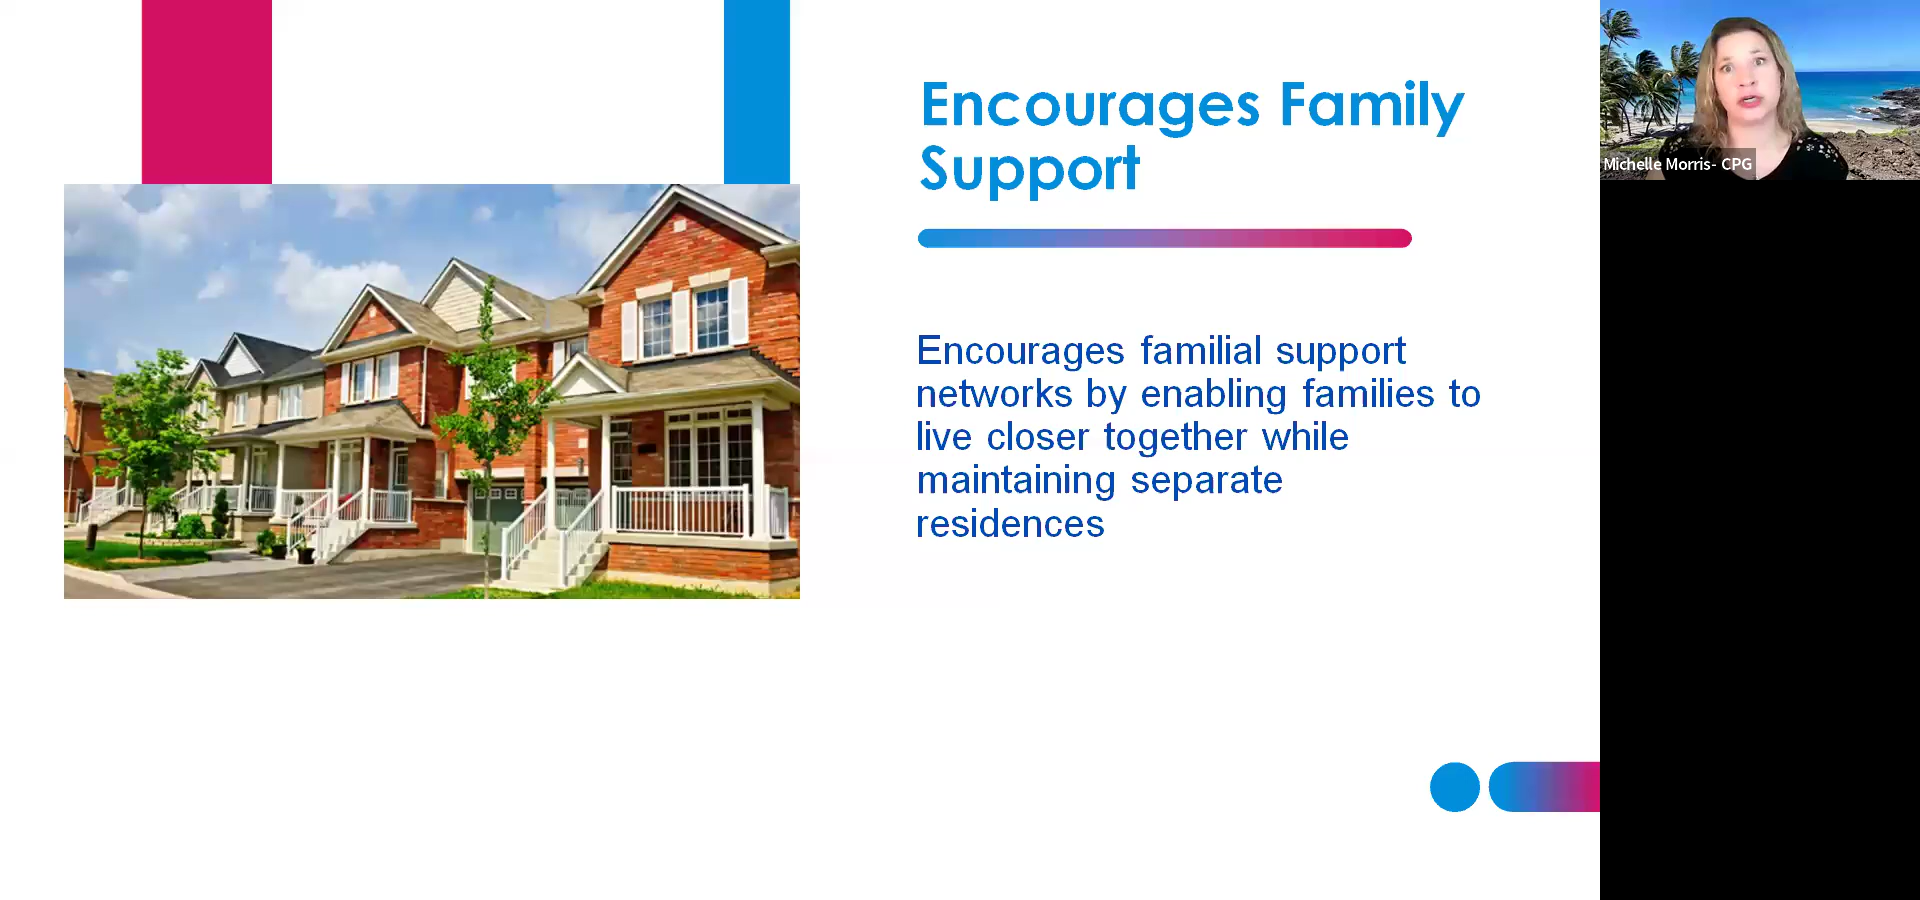 Encourages Family
Support
Encourages familial support
networks by enabling families to
live closer together while
maintaining separate
residences
Michelle Morris- CPG